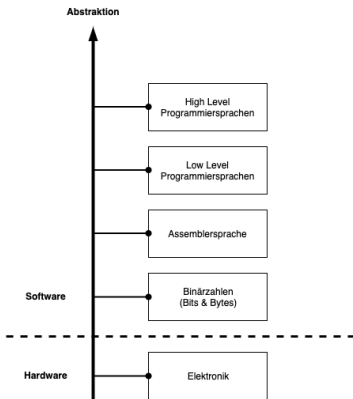 Abstraktion
High Level
Programmiersprachen
Low Level
Programmiersprachen
Assemblersprache
Software
Binärzahlen
(Bits & Bytes)
Hardware
Elektronik